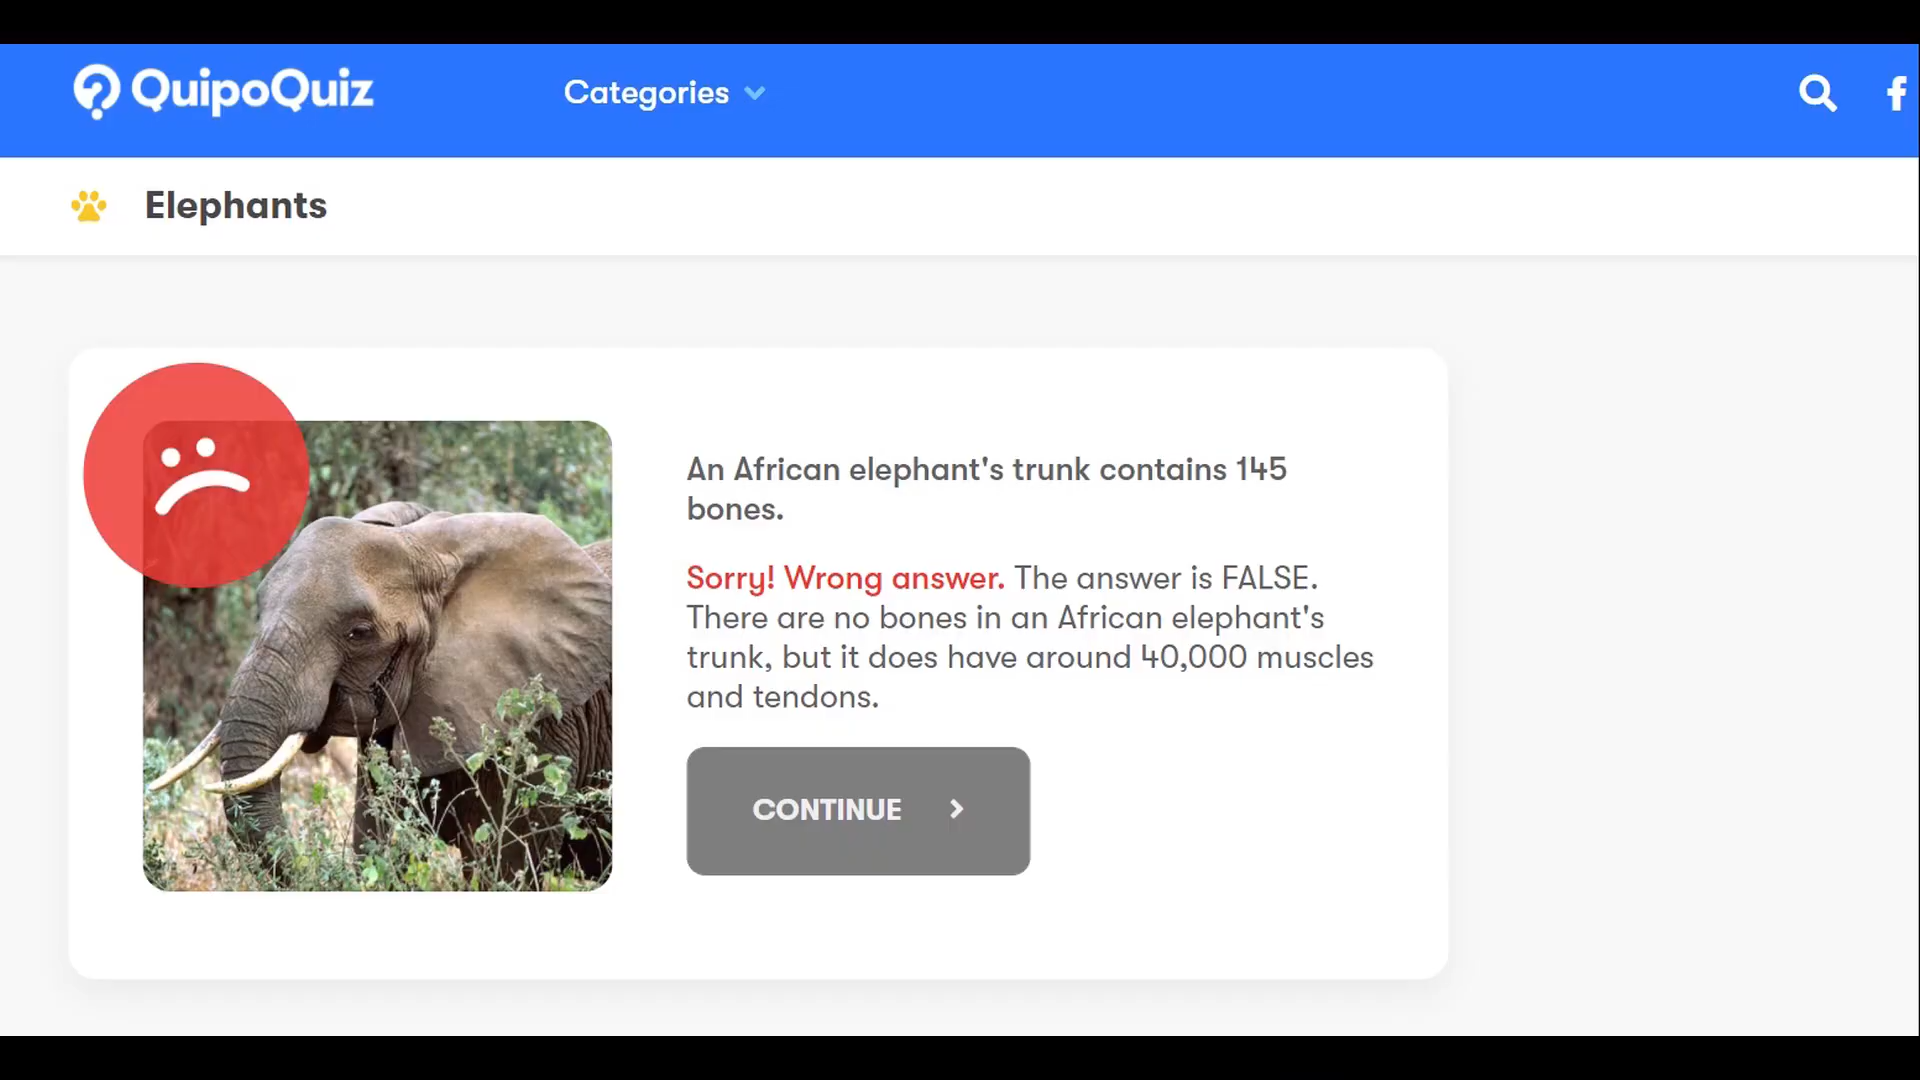 QuipoQuiz
Categories
Elephants
An African elephant's trunk contains 145
bones.
Sorry! Wrong answer. The answer is FALSE.
There are no bones in an African elephant's
trunk, but it does have around 40,000 muscles
and tendons.
CONTINUE